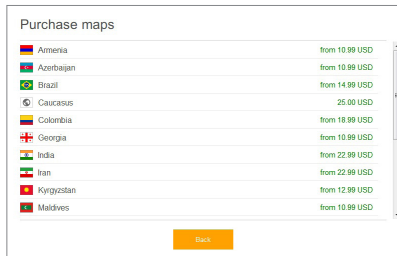 Purchase maps
Armenia from 10.99 USD
Azerbaijan from 10.99 USD
Brazil from 14.99 USD
Caucasus 25.00 USD
Colombia from 18.99 USD
Georgia from 10.99 USD
India from 22.99 USD
Iran from 22.99 USD
Kyrgyzstan from 12.99 USD
Maldives from 10.99 USD
Back